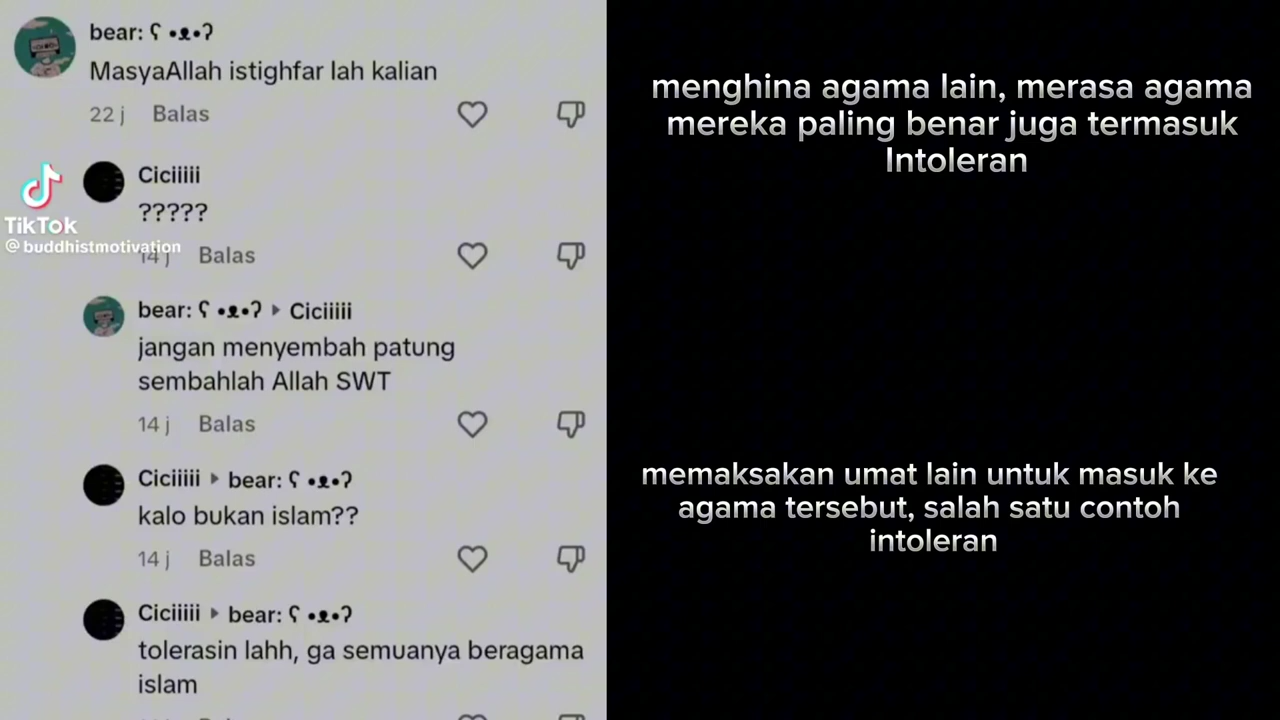 bear: ʕ •ᴥ•ʔ
MasyaAllah istighfar lah kalian
22 j Balas
Ciciiiii
?????
14 j Balas
TikTok
@buddhistmotivation
bear: ʕ •ᴥ•ʔ ▸ Ciciiiii
jangan menyembah patung
sembahlah Allah SWT
14 j Balas
Ciciiiii ▸ bear: ʕ •ᴥ•ʔ
kalo bukan islam??
14 j Balas
Ciciiiii ▸ bear: ʕ •ᴥ•ʔ
tolerasin lahh, ga semuanya beragama
islam
menghina agama lain, merasa agama
mereka paling benar juga termasuk
Intoleran
memaksakan umat lain untuk masuk ke
agama tersebut, salah satu contoh
intoleran